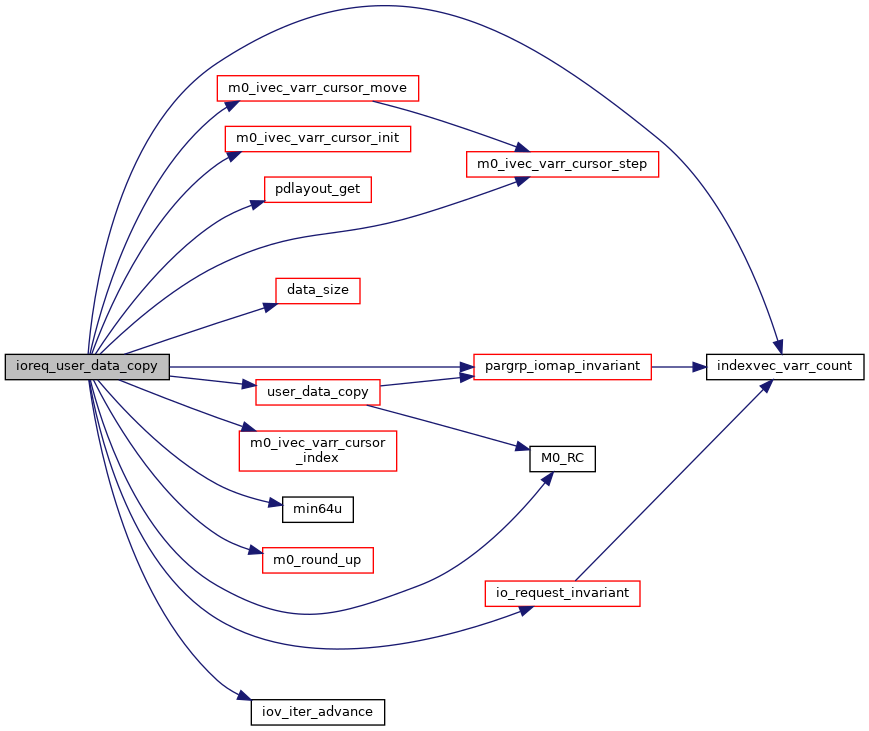 m0_ivec_varr_cursor_move
m0_ivec_varr_cursor_init
m0_ivec_varr_cursor_step
pdlayout_get
data_size
ioreq_user_data_copy
pargrp_iomap_invariant
indexvec_varr_count
user_data_copy
m0_ivec_varr_cursor
_index
M0_RC
min64u
m0_round_up
io_request_invariant
iov_iter_advance